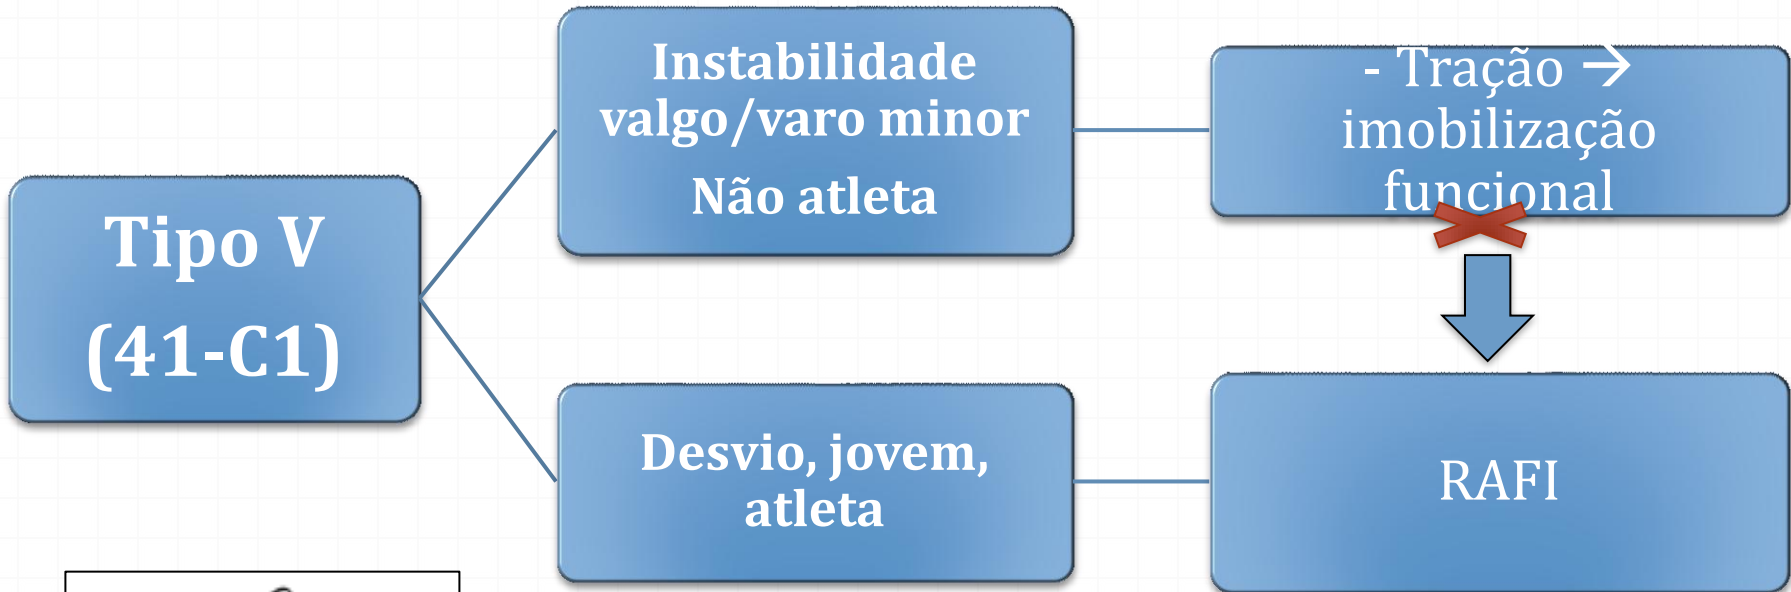 Tipo V
(41-C1)
Instabilidade
valgo/varo minor
Não atleta
- Tração →
imobilização
funcional
Desvio, jovem,
atleta
RAFI